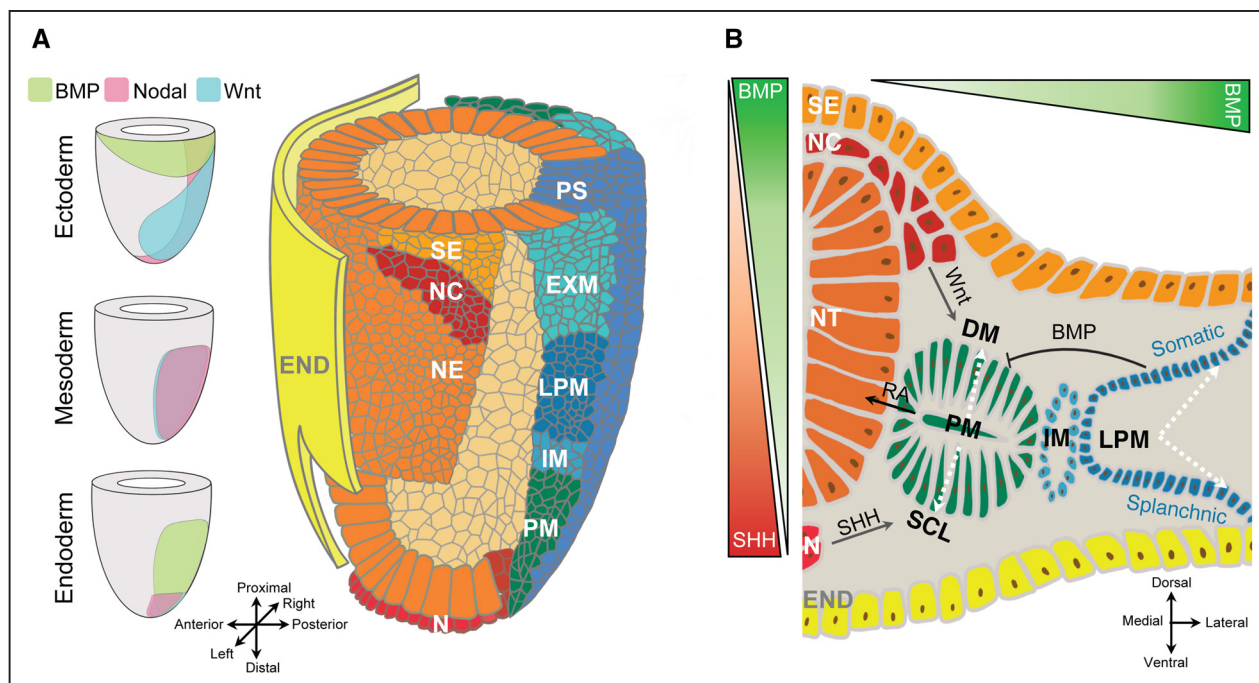 A
BMP Nodal Wnt
Ectoderm
Mesoderm
Endoderm
PS
SE
EXM
NC
END
NE
LPM
IM
PM
N
Proximal
Right
Anterior
Posterior
Left
Distal
B
BMP
SHH
BMP
SE
NC
Wnt
NT
DM
BMP
Somatic
RA
PM
IM
LPM
Splanchnic
SCL
SHH
N
END
Dorsal
Medial
Lateral
Ventral